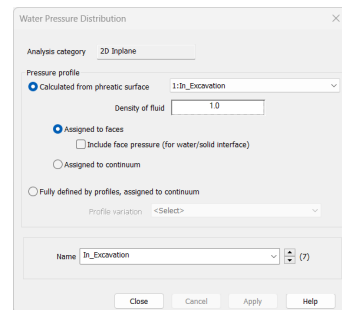 Water Pressure Distribution
Analysis category 2D Inplane
Pressure profile
Calculated from phreatic surface 1:In_Excavation
Density of fluid 1.0
Assigned to faces
Include face pressure (for water/solid interface)
Assigned to continuum
Fully defined by profiles, assigned to continuum
Profile variation <Select>
Name In_Excavation (7)
Close Cancel Apply Help